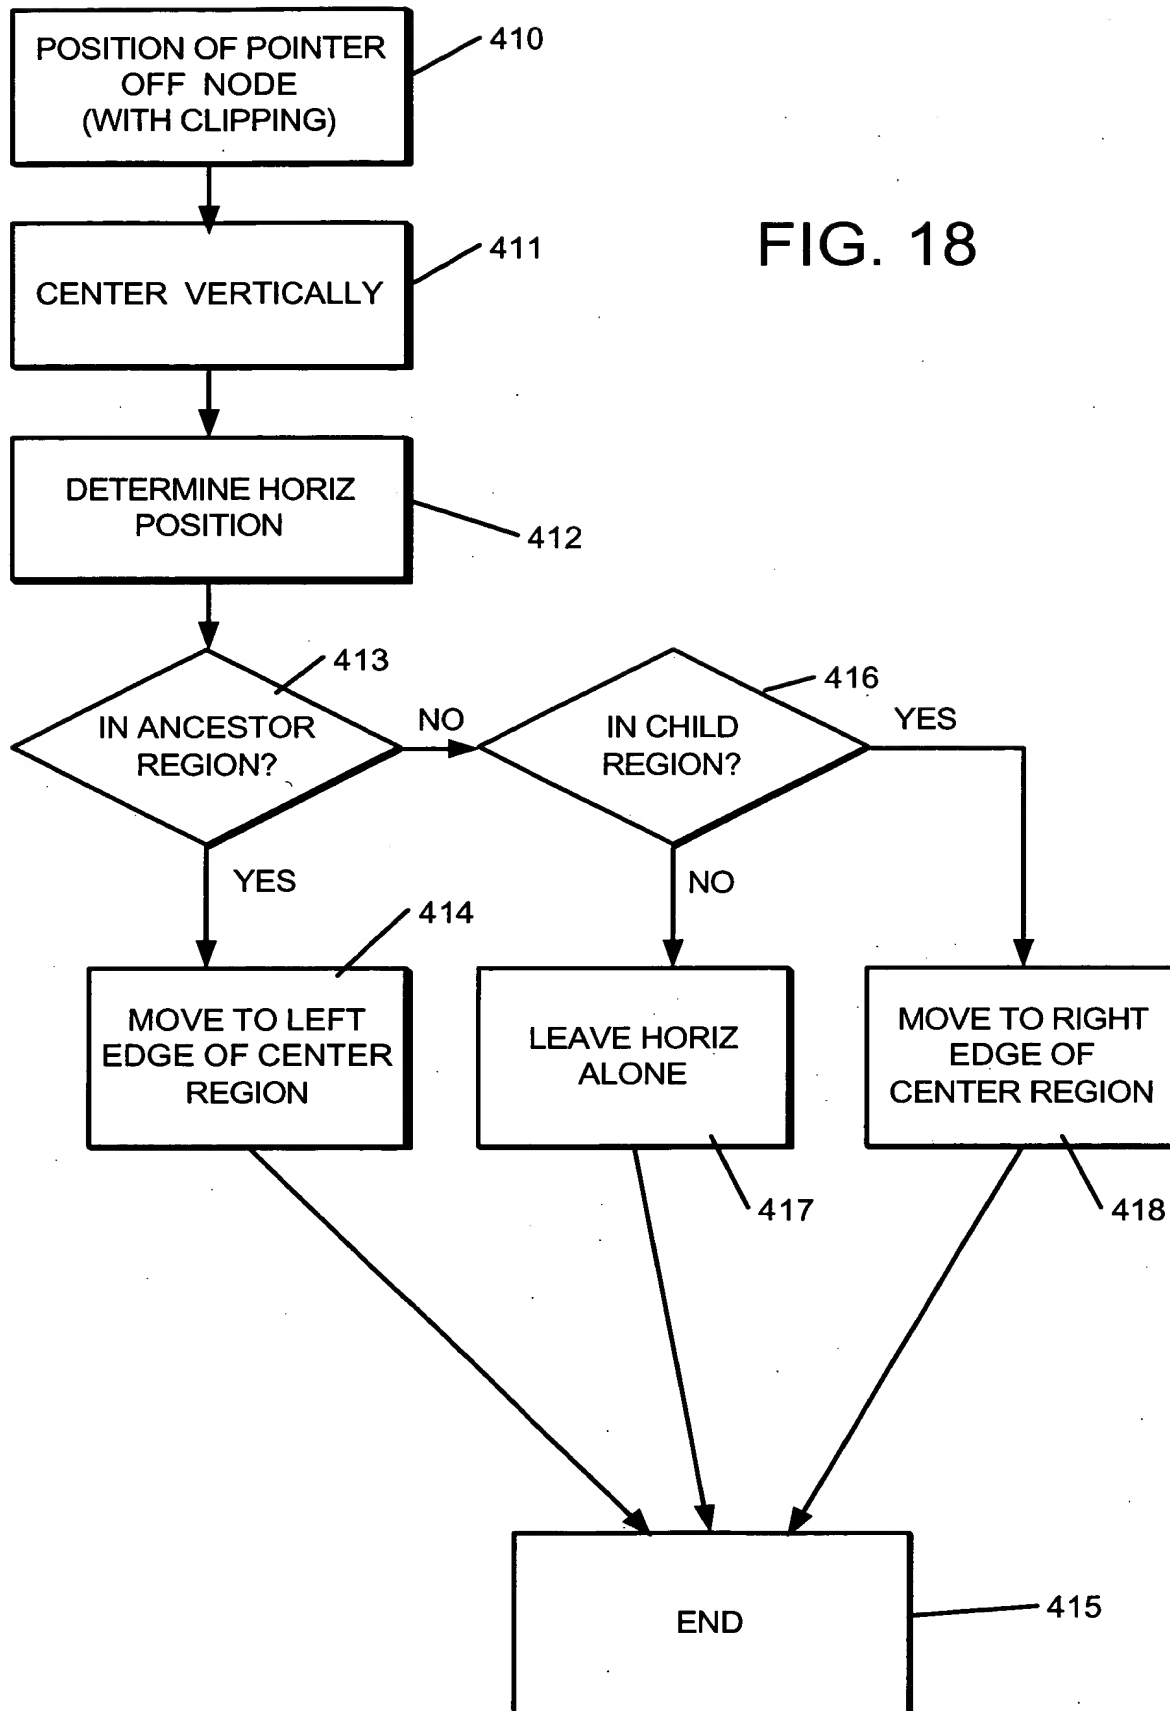 POSITION OF POINTER
OFF NODE
(WITH CLIPPING)
410
CENTER VERTICALLY
411
FIG. 18
DETERMINE HORIZ
POSITION
412
IN ANCESTOR
REGION?
413
NO
IN CHILD
REGION?
416
YES
YES
NO
MOVE TO LEFT
EDGE OF CENTER
REGION
414
LEAVE HORIZ
ALONE
417
MOVE TO RIGHT
EDGE OF
CENTER REGION
418
END
415